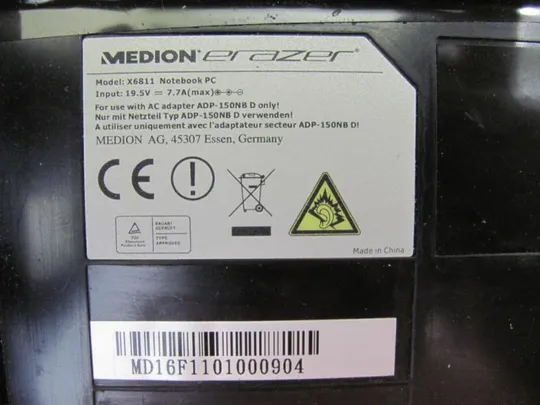 MEDION® erazer®
Model: X6811 Notebook PC
Input: 19.5V ⎓ 7.7A(max)
For use with AC adapter ADP-150NB D only!
Nur mit Netzteil Typ ADP-150NB D verwenden!
A utiliser uniquement avec l'adaptateur secteur ADP-150NB D!
MEDION AG, 45307 Essen, Germany
CE
TYPE
APPROVED
Made in China
MD16F1101000904